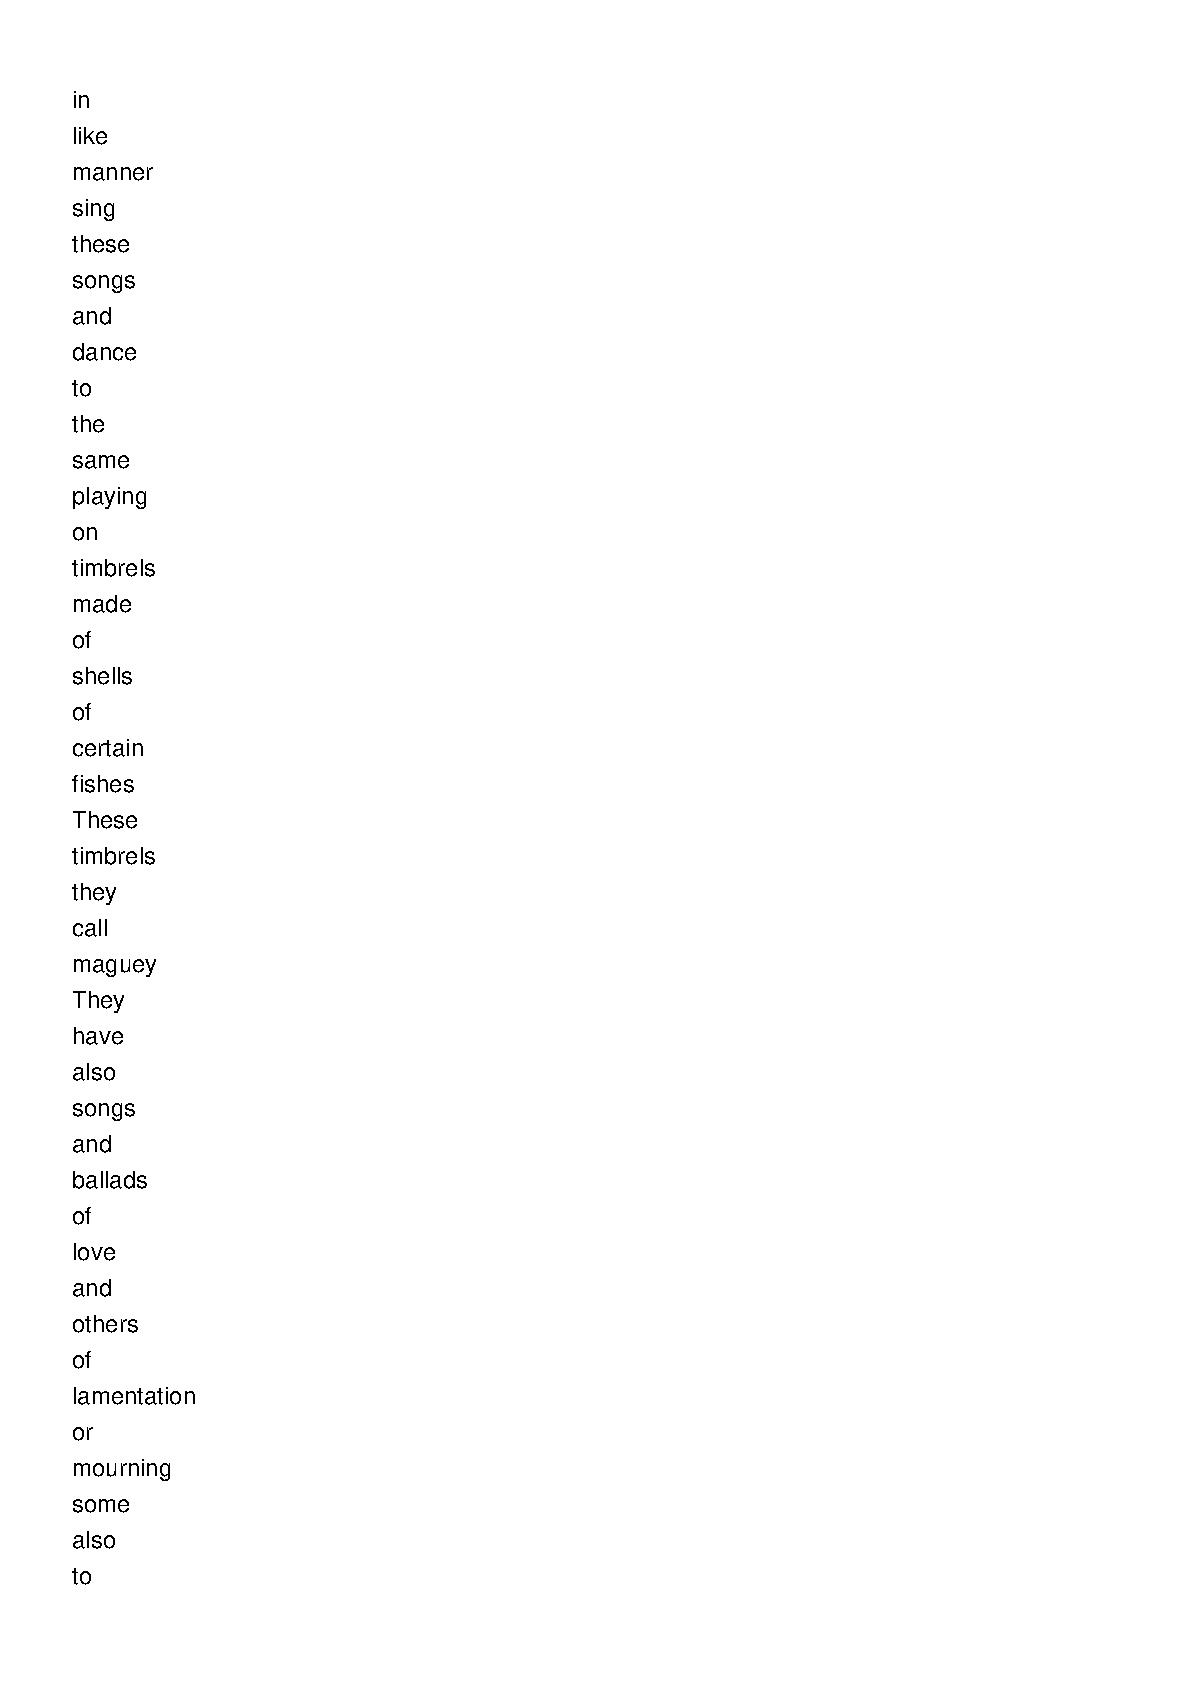 in
like
manner
sing
these
songs
and
dance
to
the
same
playing
on
timbrels
made
of
shells
of
certain
fishes
These
timbrels
they
call
maguey
They
have
also
songs
and
ballads
of
love
and
others
of
lamentation
or
mourning
some
also
to